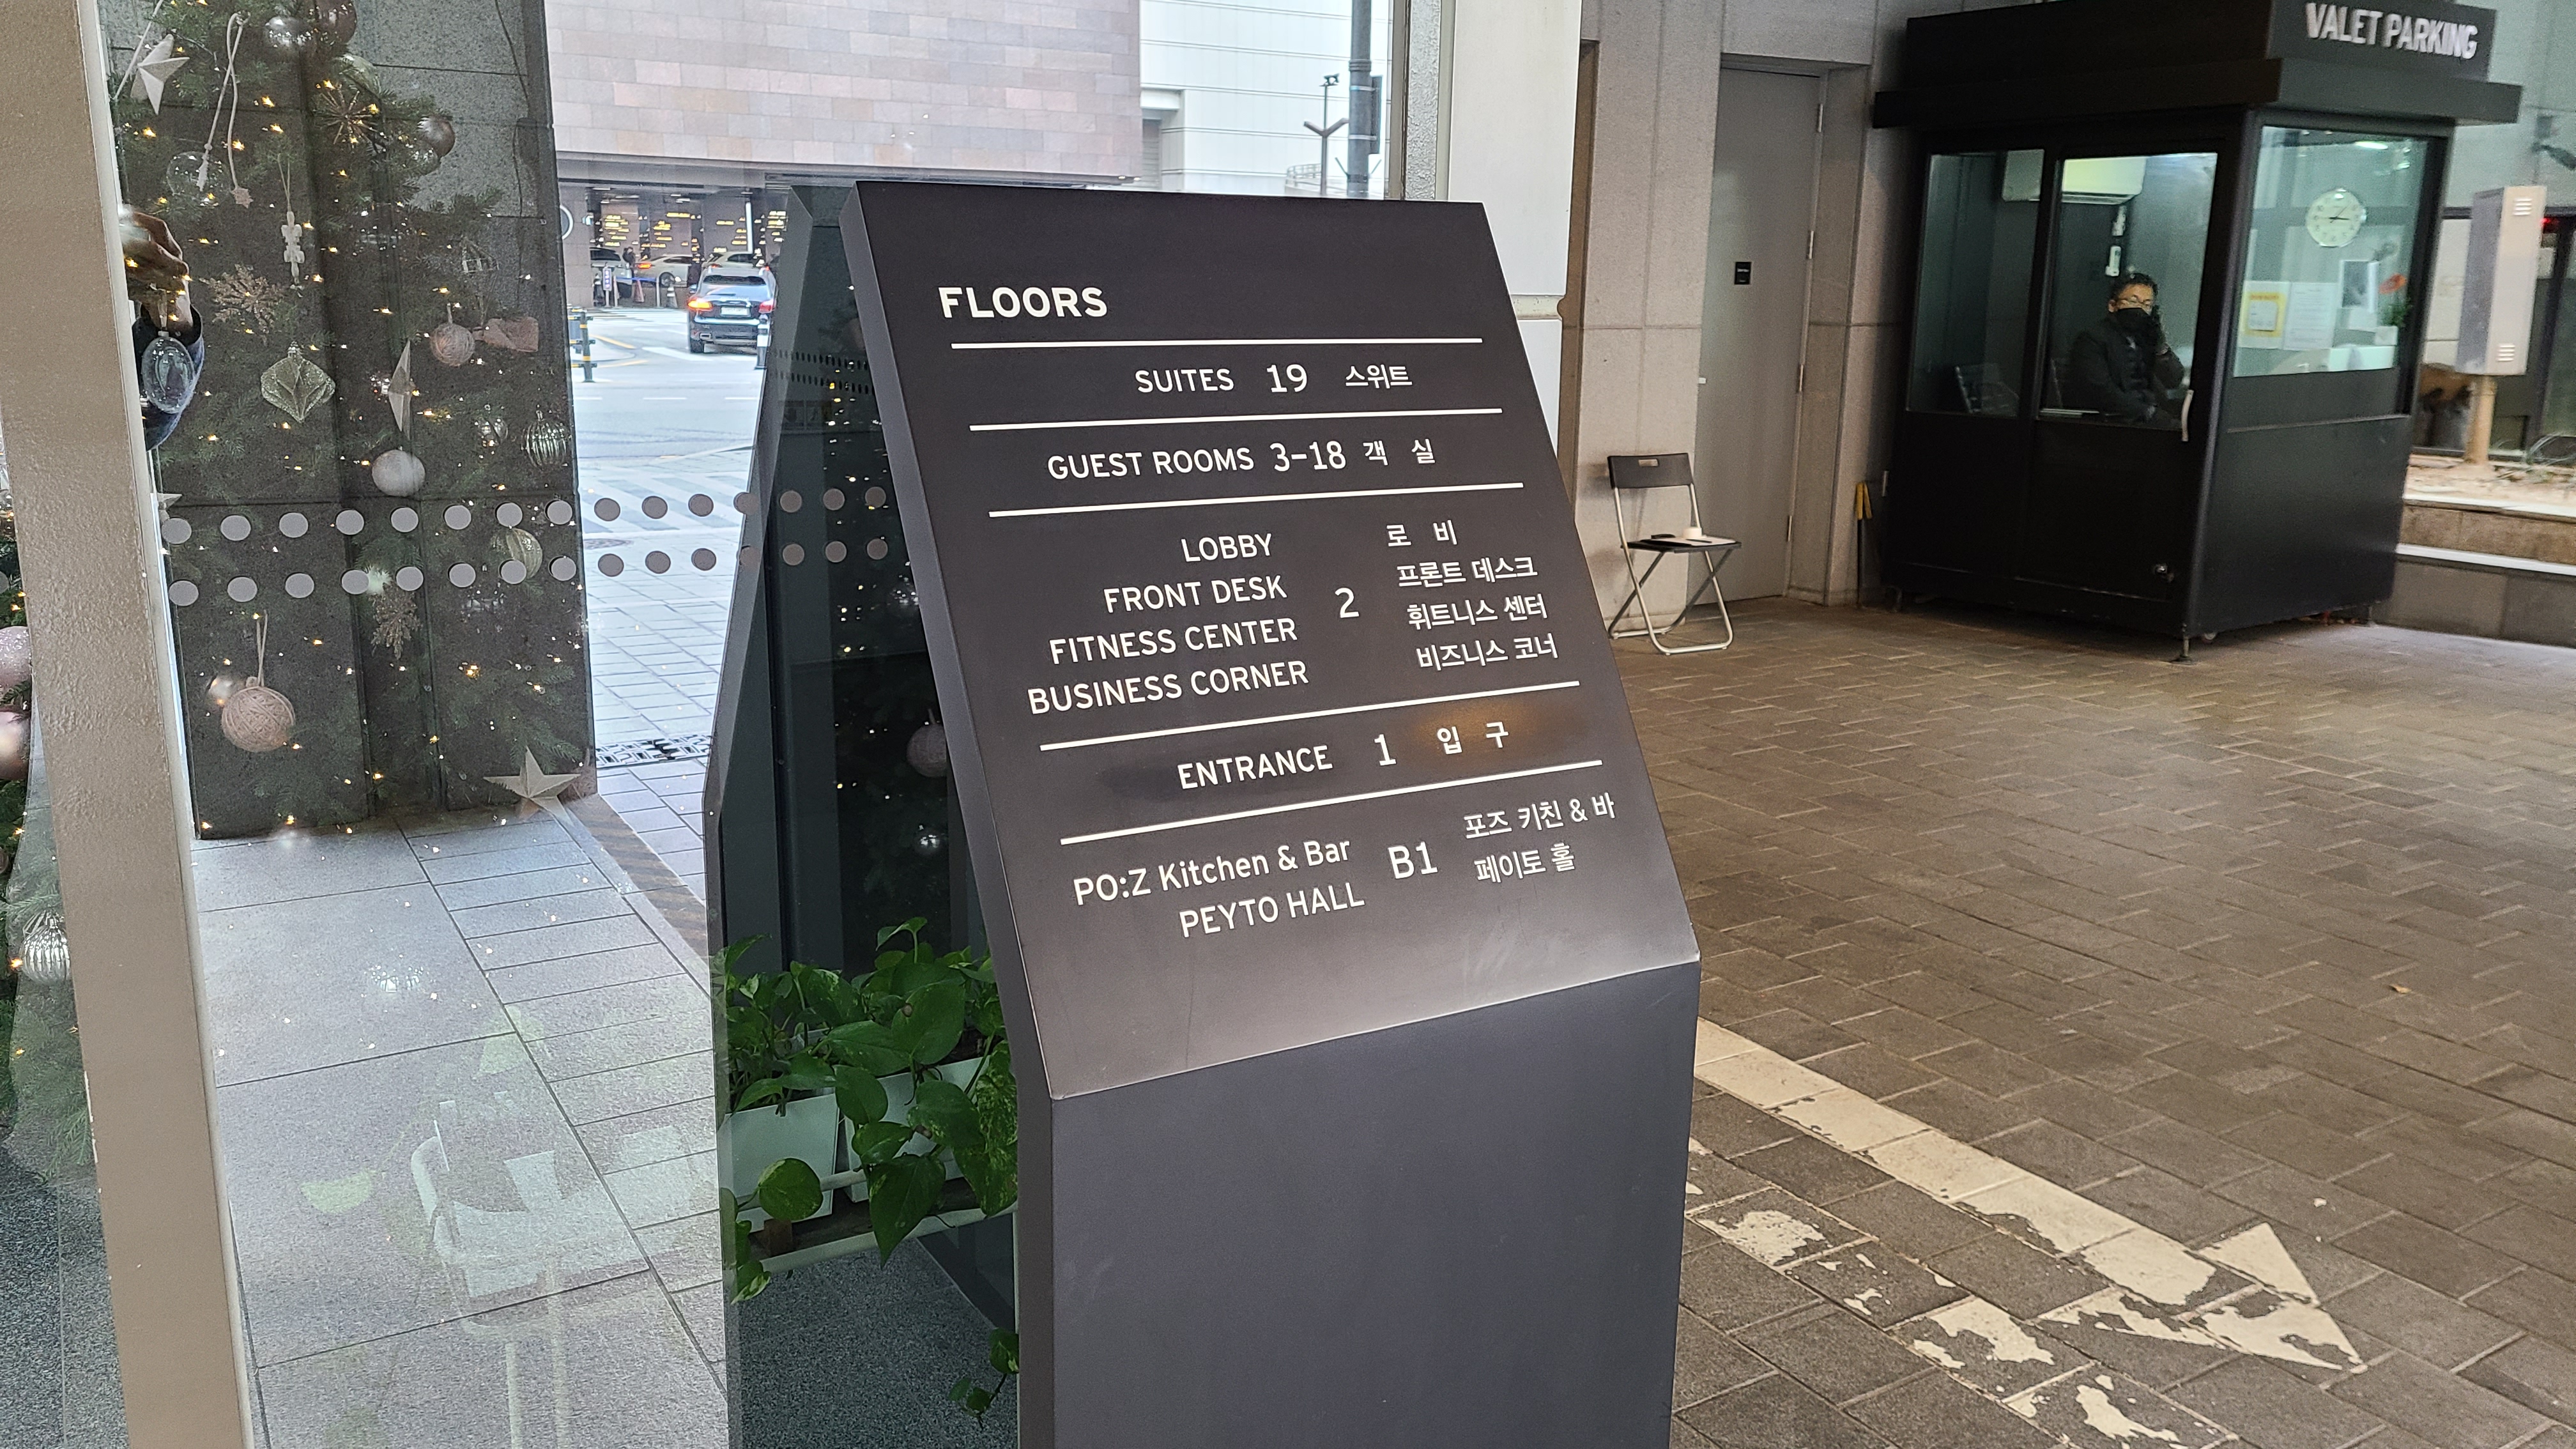 VALET PARKING
FLOORS
SUITES 19 스위트
GUEST ROOMS 3-18 객 실
LOBBY 로 비
FRONT DESK 프론트 데스크
2
FITNESS CENTER 휘트니스 센터
BUSINESS CORNER 비즈니스 코너
ENTRANCE 1 입 구
PO:Z Kitchen & Bar B1 포즈 키친 & 바
PEYTO HALL 페이토 홀